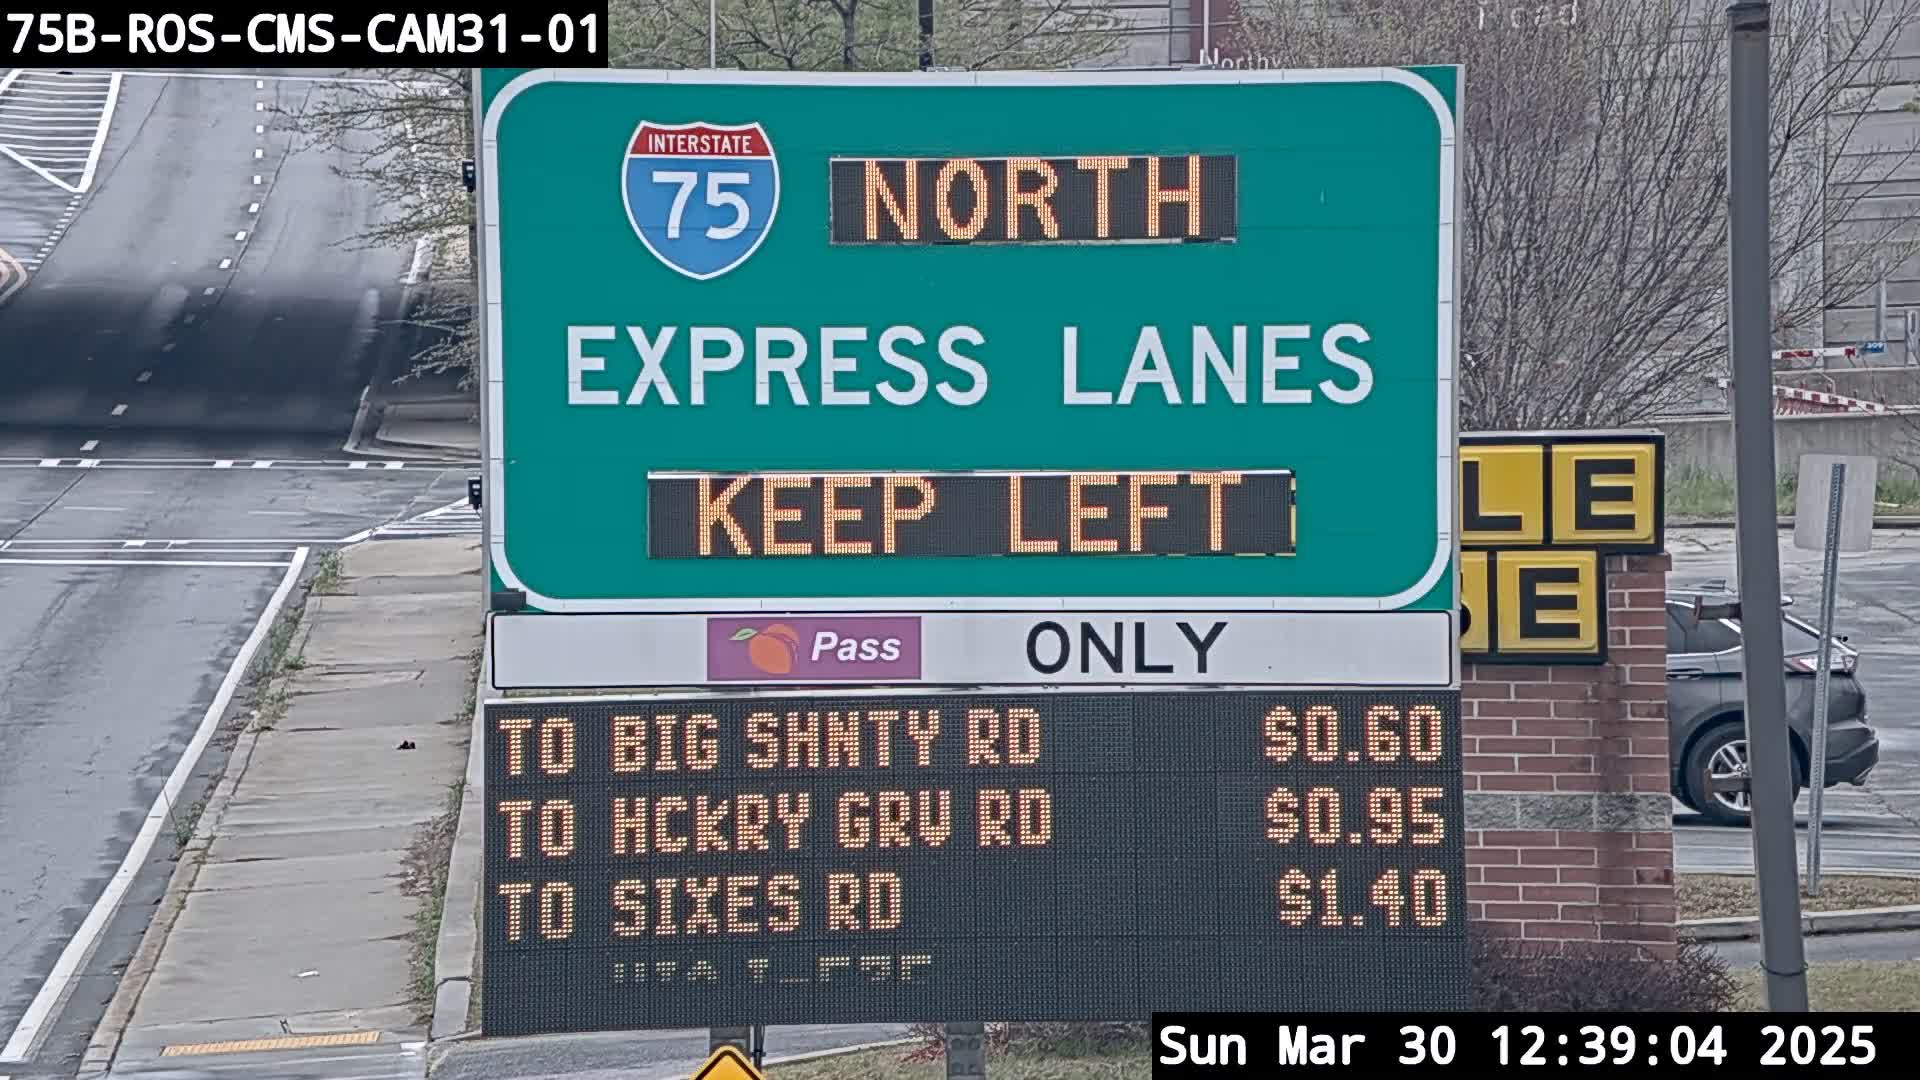 75B-ROS-CMS-CAM31-01
North
INTERSTATE
75
NORTH
EXPRESS LANES
KEEP LEFT
LE
E
Pass ONLY
TO BIG SHNTY RD $0.60
TO HCKRY GRV RD $0.95
TO SIXES RD $1.40
Sun Mar 30 12:39:04 2025